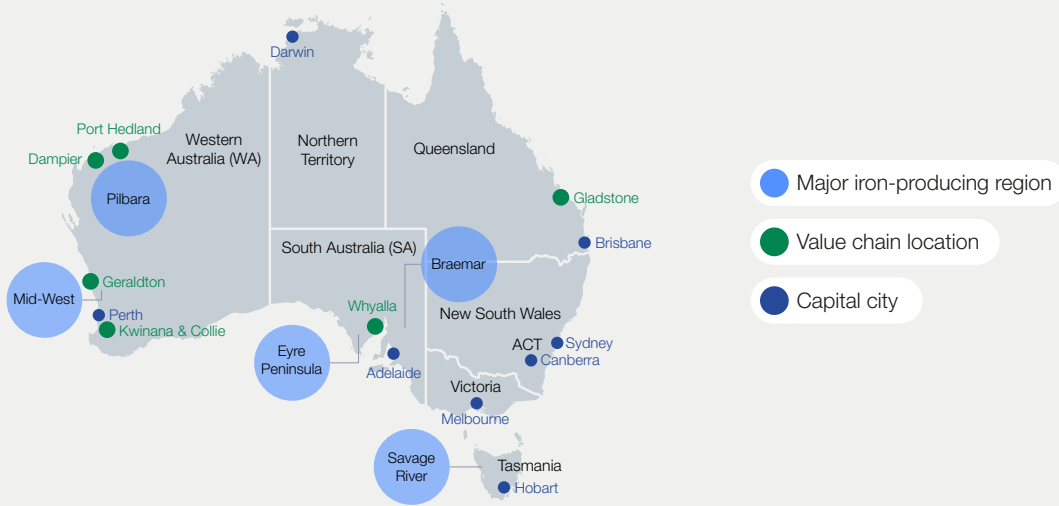 Darwin
Port Hedland
Dampier
Pilbara
Western
Australia (WA)
Northern
Territory
Queensland
Gladstone
Brisbane
South Australia (SA)
Braemar
Mid-West
Geraldton
Perth
Kwinana & Collie
Whyalla
Eyre
Peninsula
Adelaide
New South Wales
ACT
Sydney
Canberra
Victoria
Melbourne
Savage
River
Tasmania
Hobart
Major iron-producing region
Value chain location
Capital city